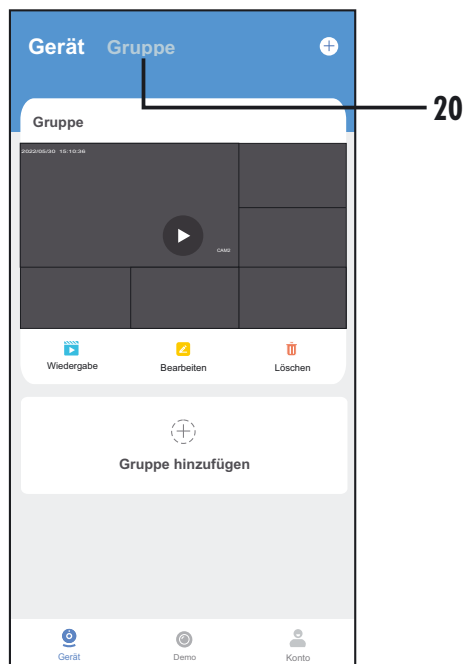 Gerät Gruppe
20
Gruppe
2022/05/30 15:10:36
CAM2
Wiedergabe Bearbeiten Löschen
Gruppe hinzufügen
Gerät Demo Konto